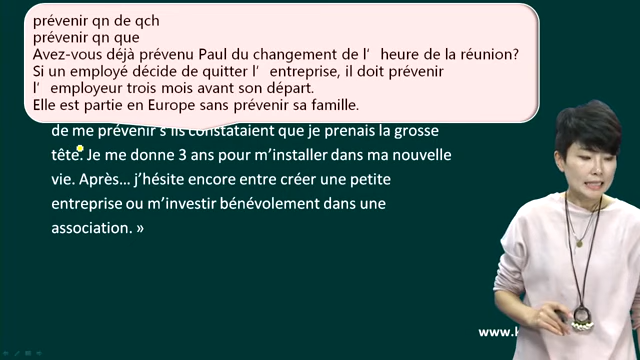 prévenir qn de qch
prévenir qn que
Avez-vous déjà prévenu Paul du changement de l'heure de la réunion?
Si un employé décide de quitter l'entreprise, il doit prévenir
l'employeur trois mois avant son départ.
Elle est partie en Europe sans prévenir sa famille.
de me prévenir s'ils constataient que je prenais la grosse
tête. Je me donne 3 ans pour m'installer dans ma nouvelle
vie. Après... j'hésite encore entre créer une petite
entreprise ou m'investir bénévolement dans une
association. »
www.